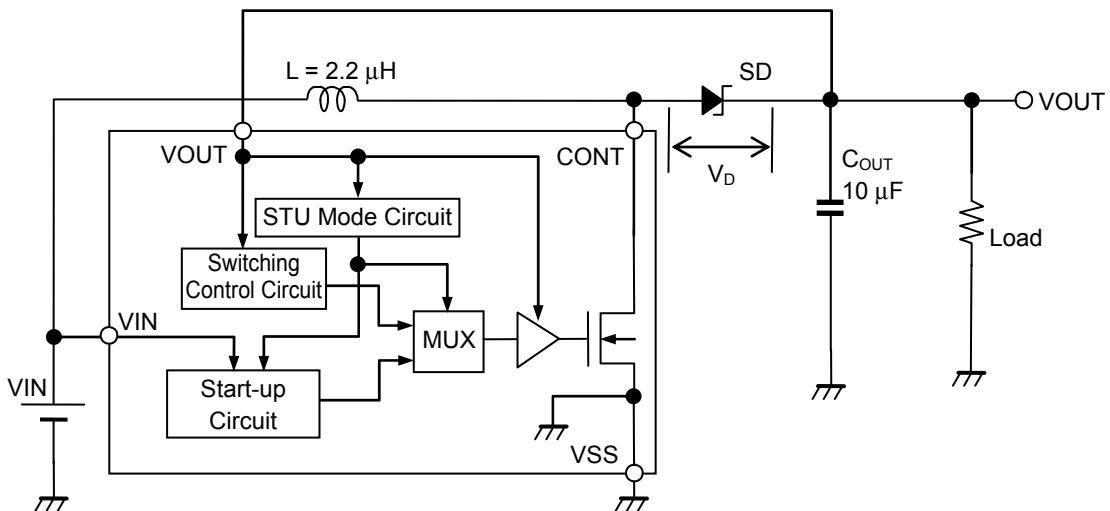 L = 2.2 μH
SD
VOUT
VOUT
CONT
V_D
C_OUT
10 μF
STU Mode Circuit
Load
Switching
Control Circuit
VIN
MUX
VIN
Start-up
Circuit
VSS